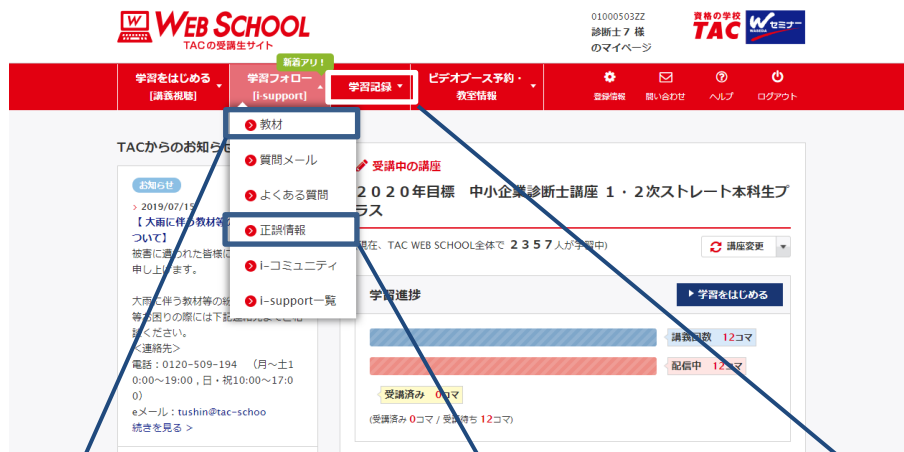 WEB SCHOOL
TACの受講生サイト
01000503ZZ
診断士7 様
のマイページ
資格の学校
TAC
Wセミナー
新着アリ！
学習をはじめる
[講義視聴]
学習フォロー
[i-support]
学習記録
ビデオブース予約・
教室情報
登録情報
問い合わせ
ヘルプ
ログアウト
教材
質問メール
よくある質問
正誤情報
i-コミュニティ
i-support一覧
TACからのお知らせ
お知らせ
> 2019/07/15
【大雨に伴う教材等の
ついて】
被害に遭われた皆様に
申し上げます。
大雨に伴う教材等の紛
等お困りの際には下記
ください。
<連絡先>
電話：0120-509-194 （月～土1
0:00～19:00 , 日・祝10:00～17:0
0）
eメール：tushin@tac-schoo
続きを見る >
受講中の講座
２０２０年目標　中小企業診断士講座 １・２次ストレート本科生プ
ラス
現在、TAC WEB SCHOOL全体で ２３５７人が学習中)
講座変更
学習進捗
学習をはじめる
講義回数 12コマ
配信中 12コマ
受講済み 0コマ
(受講済み 0コマ / 受講待ち 12コマ)